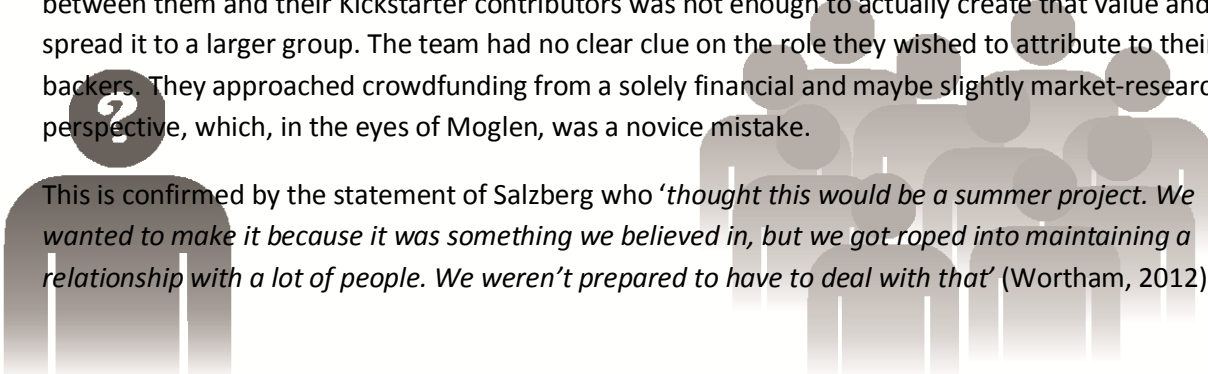 between them and their Kickstarter contributors was not enough to actually create that value and
spread it to a larger group. The team had no clear clue on the role they wished to attribute to their
backers. They approached crowdfunding from a solely financial and maybe slightly market-researc
perspective, which, in the eyes of Moglen, was a novice mistake.
This is confirmed by the statement of Salzberg who ‘thought this would be a summer project. We
wanted to make it because it was something we believed in, but we got roped into maintaining a
relationship with a lot of people. We weren’t prepared to have to deal with that’ (Wortham, 2012)
?